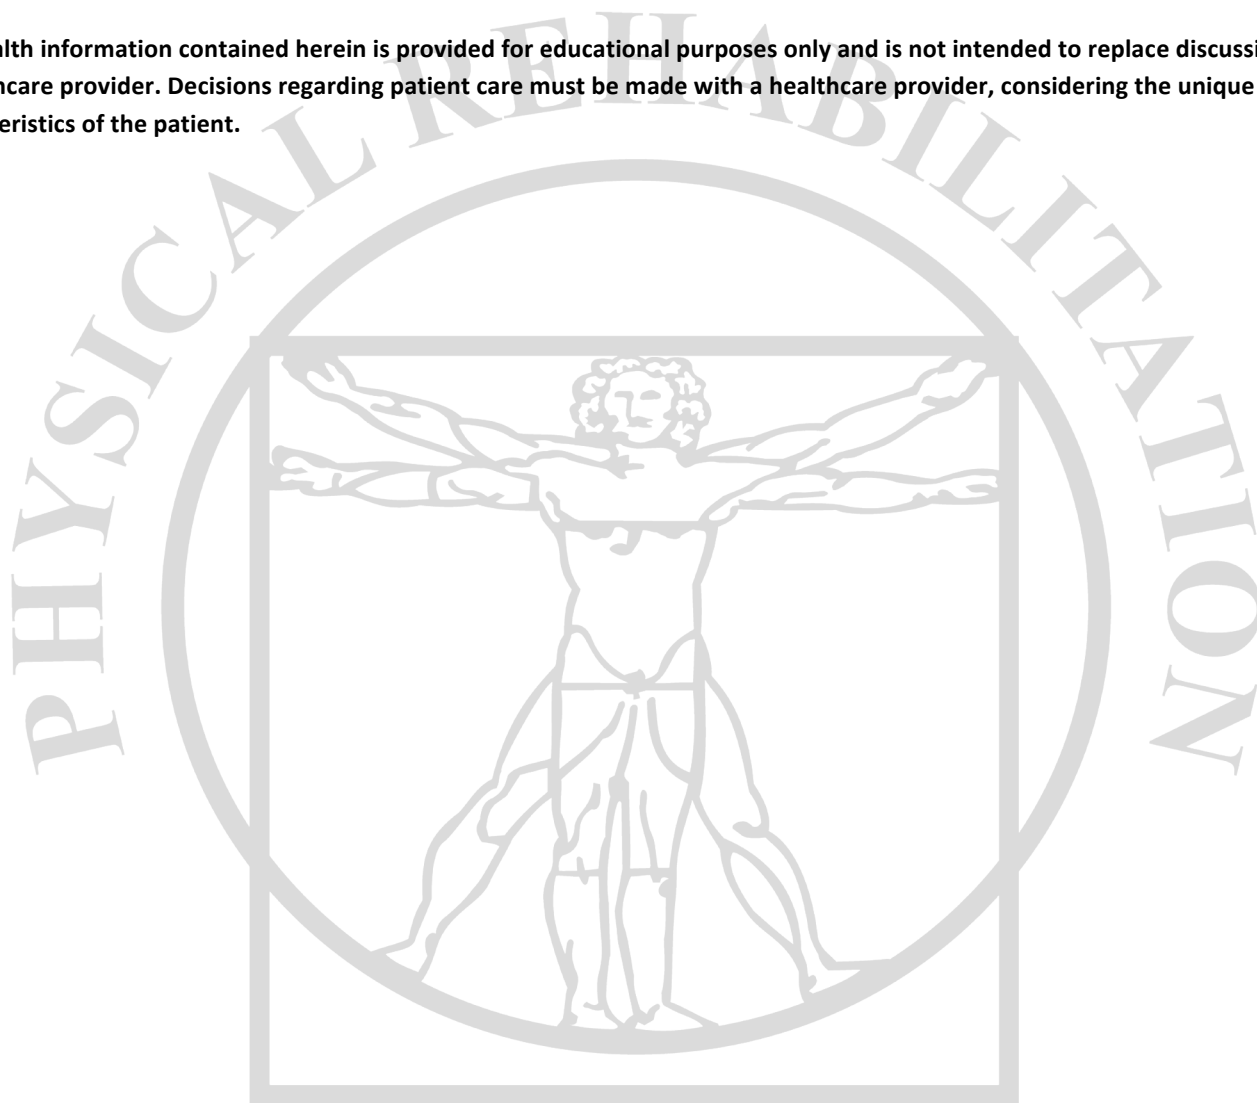 alth information contained herein is provided for educational purposes only and is not intended to replace discussi
ncare provider. Decisions regarding patient care must be made with a healthcare provider, considering the unique
eristics of the patient.
PHYSICAL REHABILITATION